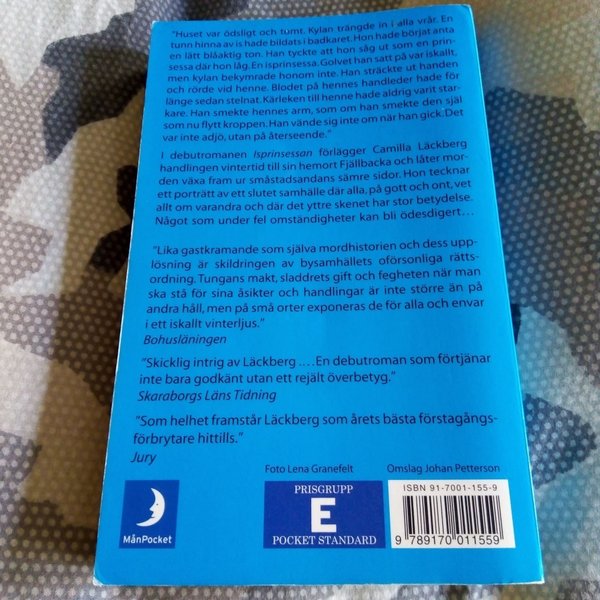 "Huset var ödsligt och tomt. Kylan trängde in i alla vrår. En
tunn hinna av is hade bildats i badkaret. Hon hade börjat anta
en lätt blåaktig ton. Han tyckte att hon såg ut som en prin-
sessa där hon låg. En isprinsessa. Golvet han satt på var iskallt,
men kylan bekymrade honom inte. Han sträckte ut handen
och rörde vid henne. Blodet på hennes handleder hade för
länge sedan stelnat. Kärleken till henne hade aldrig varit star-
kare. Han smekte hennes arm, som om han smekte den själ
som nu flytt kroppen. Han vände sig inte om när han gick. Det
var inte adjö, utan på återseende."
I debutromanen Isprinsessan förlägger Camilla Läckberg
handlingen vintertid till sin hemort Fjällbacka och låter mor-
den växa fram ur småstadsandans sämre sidor. Hon tecknar
ett porträtt av ett slutet samhälle där alla, på gott och ont, vet
allt om varandra och där det yttre skenet har stor betydelse.
Något som under fel omständigheter kan bli ödesdigert...
"Lika gastkramande som själva mordhistorien och dess upp-
lösning är skildringen av bysamhällets oförsonliga rätts-
ordning. Tungans makt, sladdrets gift och fegheten när man
ska stå för sina åsikter och handlingar är inte större än på
andra håll, men på små orter exponeras de för alla och envar
i ett iskallt vinterljus."
Bohusläningen
"Skicklig intrig av Läckberg .... En debutroman som förtjänar
inte bara godkänt utan ett rejält överbetyg."
Skaraborgs Läns Tidning
"Som helhet framstår Läckberg som årets bästa förstagångs-
förbrytare hittills."
Jury
Foto Lena Granefelt Omslag Johan Petterson
MånPocket
PRISGRUPP
E
POCKET STANDARD
ISBN 91-7001-155-9
9 789170 011559